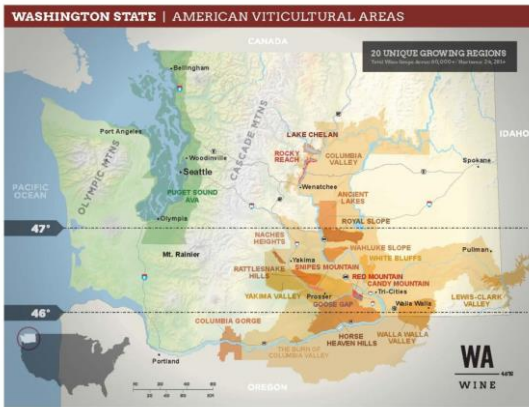 WASHINGTON STATE | AMERICAN VITICULTURAL AREAS
CANADA
20 UNIQUE GROWING REGIONS
Bellingham
IDAHO
Port Angeles
LAKE CHELAN
OLYMPIC MTNS
CASCADE MTNS
Woodinville
ROCKY
REACH
COLUMBIA
VALLEY
Spokane
Seattle
Wenatchee
PACIFIC
OCEAN
PUGET SOUND
AVA
ANCIENT
LAKES
Olympia
ROYAL SLOPE
47°
NACHES
HEIGHTS
WAHLUKE SLOPE
Pullman
Mt. Rainier
Yakima
WHITE BLUFFS
SNIPES MOUNTAIN
RED MOUNTAIN
RATTLESNAKE
HILLS
CANDY MOUNTAIN
Tri-Cities
YAKIMA VALLEY
Prosser
GOOSE GAP
Walla Walla
LEWIS-CLARK
VALLEY
46°
COLUMBIA GORGE
HORSE
HEAVEN HILLS
WALLA WALLA
VALLEY
THE BURN OF
COLUMBIA VALLEY
Portland
OREGON
WA
WINE